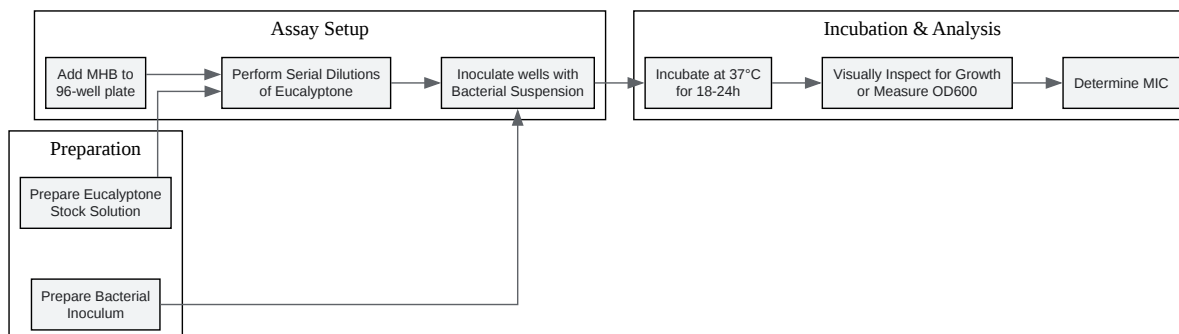 Assay Setup
Add MHB to
96-well plate
Perform Serial Dilutions
of Eucalyptone
Inoculate wells with
Bacterial Suspension
Incubation & Analysis
Incubate at 37°C
for 18-24h
Visually Inspect for Growth
or Measure OD600
Determine MIC
Preparation
Prepare Eucalyptone
Stock Solution
Prepare Bacterial
Inoculum